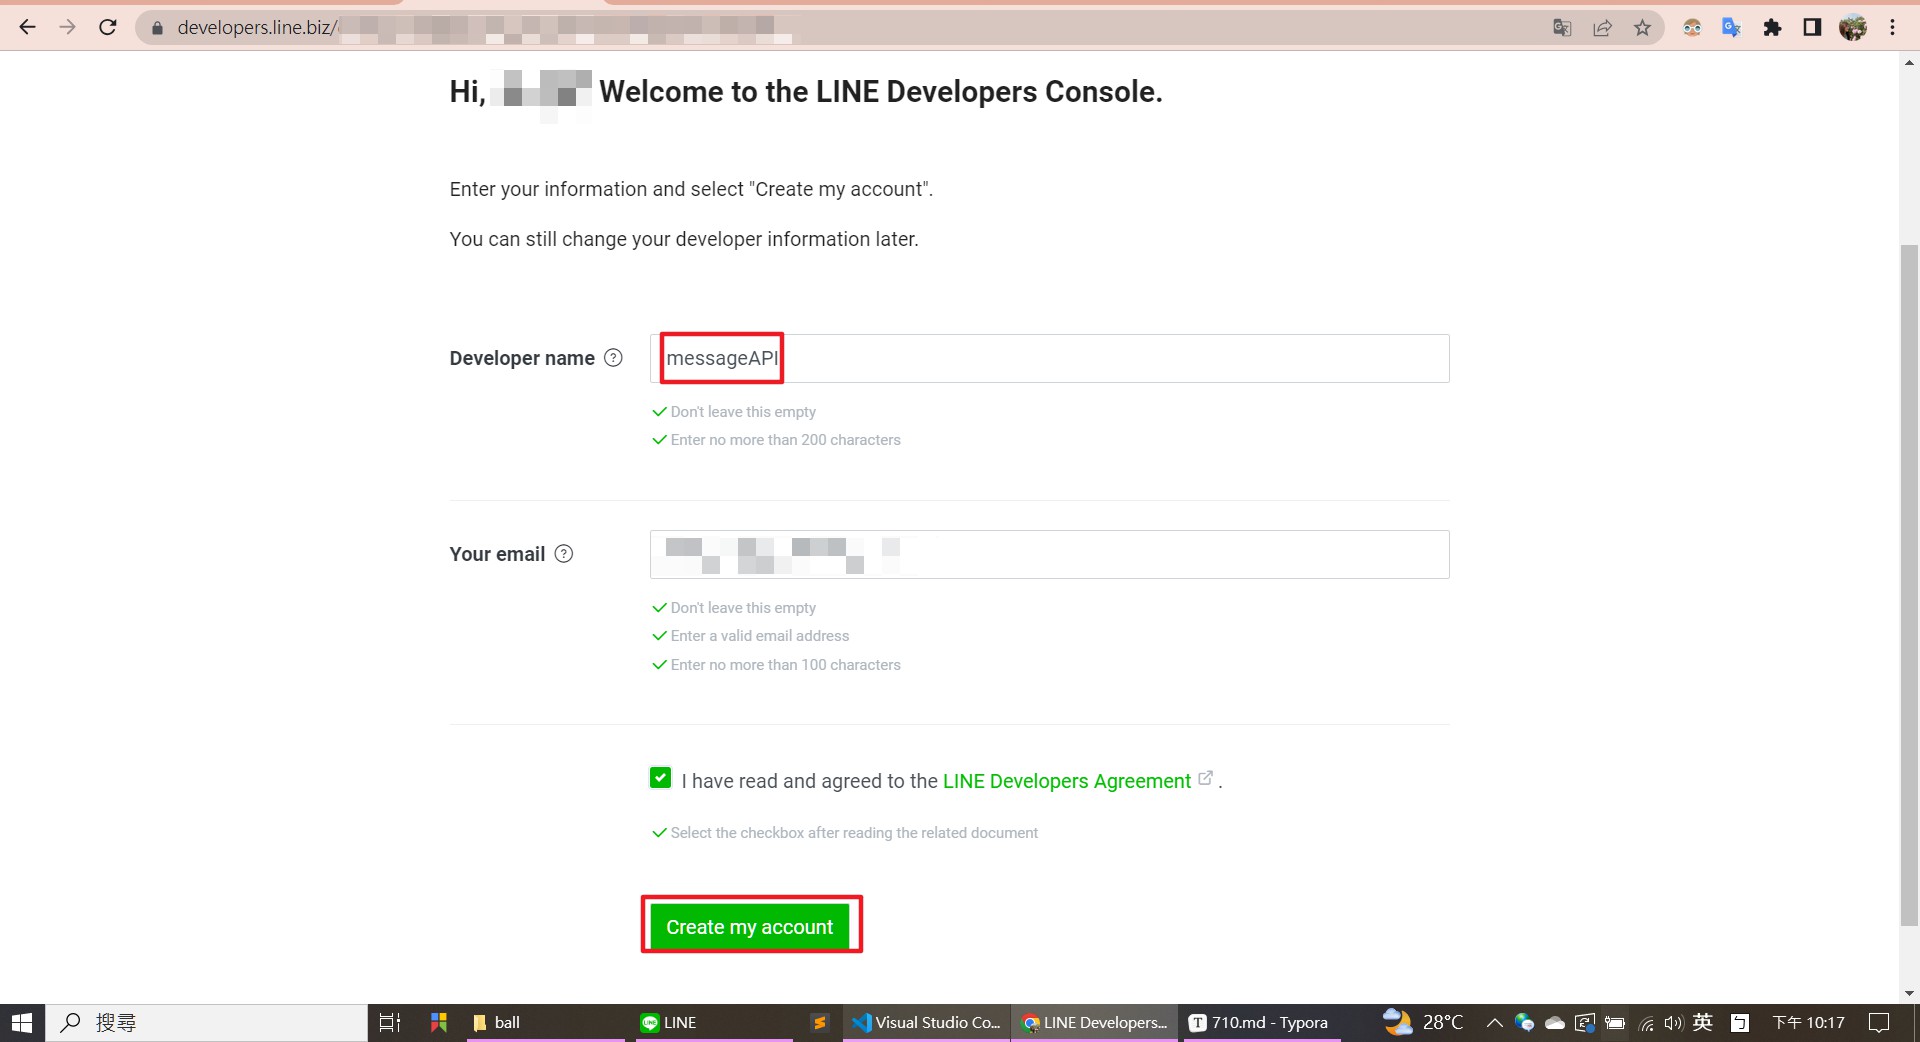 developers.line.biz/
Hi, Welcome to the LINE Developers Console.
Enter your information and select "Create my account".
You can still change your developer information later.
Developer name ?
messageAPI
Don't leave this empty
Enter no more than 200 characters
Your email ?
Don't leave this empty
Enter a valid email address
Enter no more than 100 characters
I have read and agreed to the LINE Developers Agreement .
Select the checkbox after reading the related document
Create my account
搜尋
ball
LINE
Visual Studio Co...
LINE Developers...
710.md - Typora
28°C
英
下午 10:17